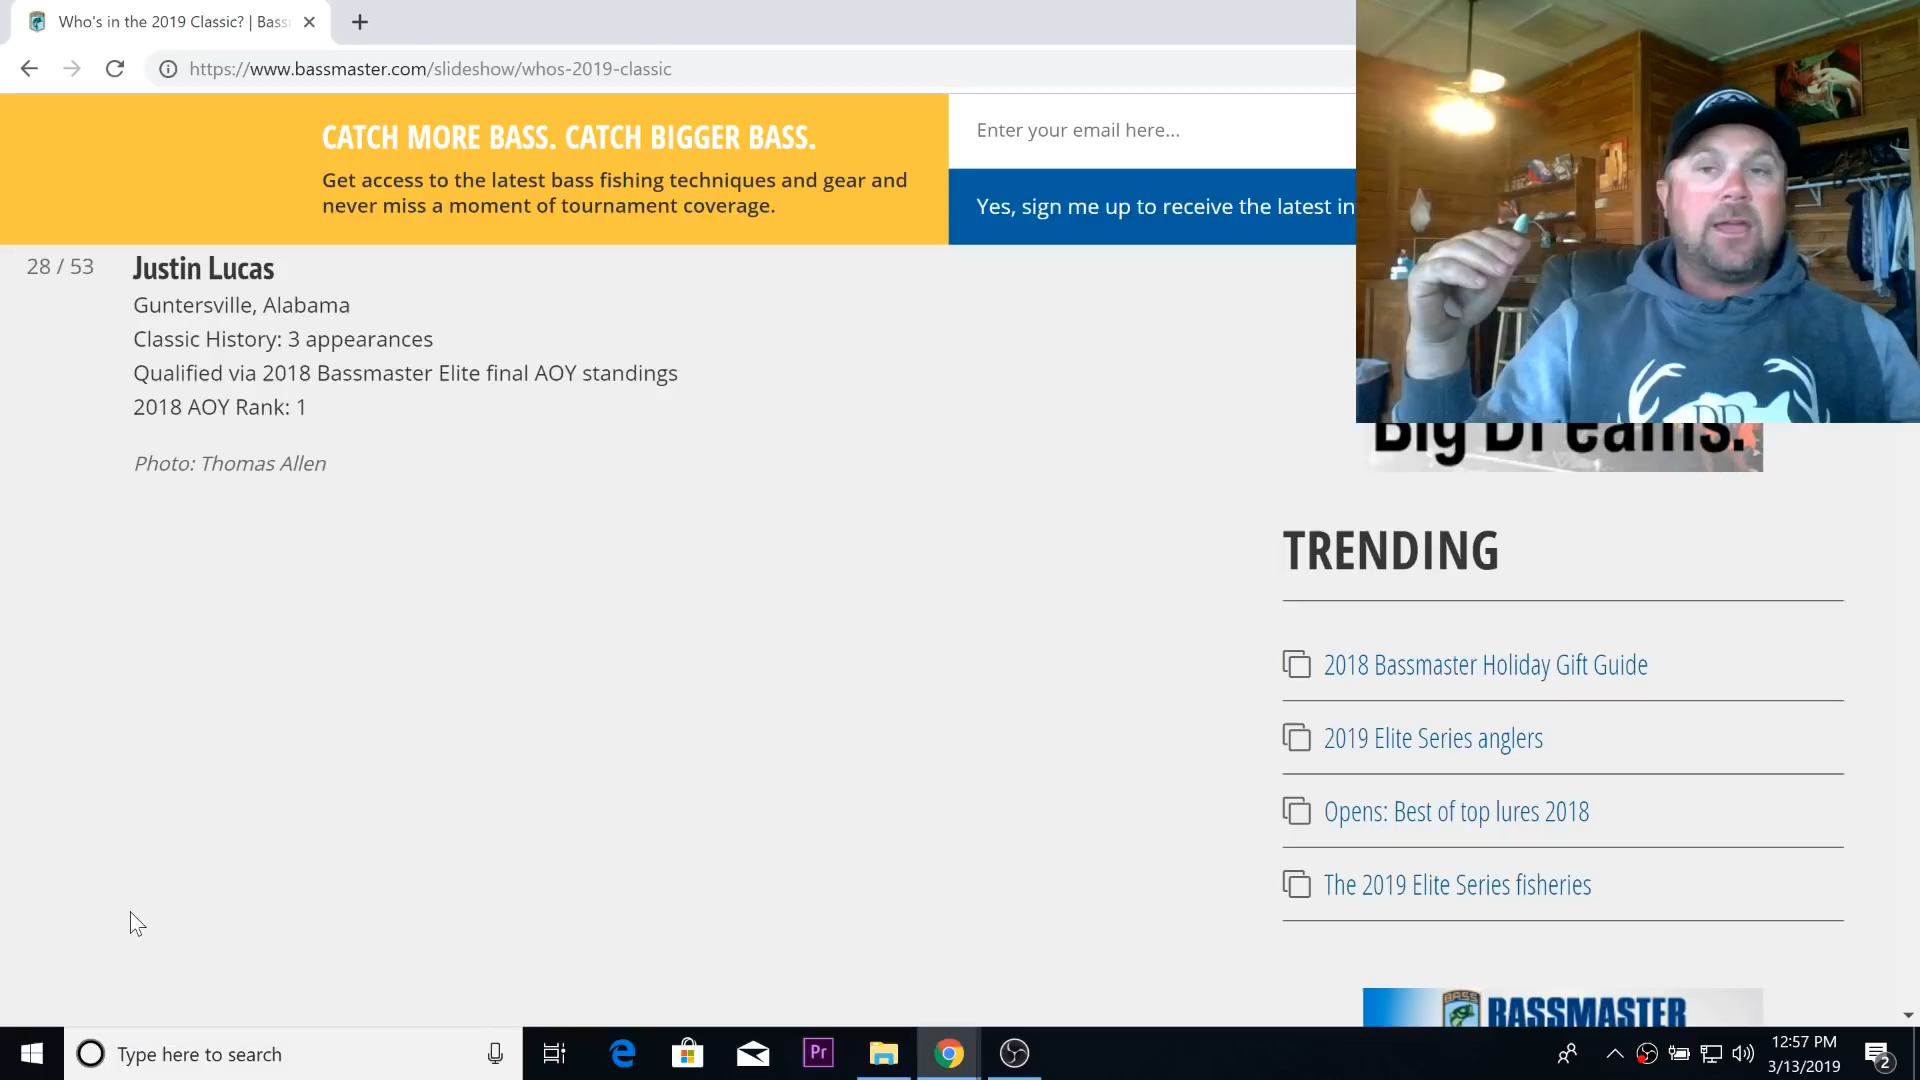 Who's in the 2019 Classic? | Bass
https://www.bassmaster.com/slideshow/whos-2019-classic
CATCH MORE BASS. CATCH BIGGER BASS.
Get access to the latest bass fishing techniques and gear and
never miss a moment of tournament coverage.
Enter your email here...
Yes, sign me up to receive the latest in
28 / 53
Justin Lucas
Guntersville, Alabama
Classic History: 3 appearances
Qualified via 2018 Bassmaster Elite final AOY standings
2018 AOY Rank: 1
Photo: Thomas Allen
Big Dreams.
TRENDING
2018 Bassmaster Holiday Gift Guide
2019 Elite Series anglers
Opens: Best of top lures 2018
The 2019 Elite Series fisheries
BASS
BASSMASTER
Type here to search
Pr
12:57 PM
3/13/2019
2